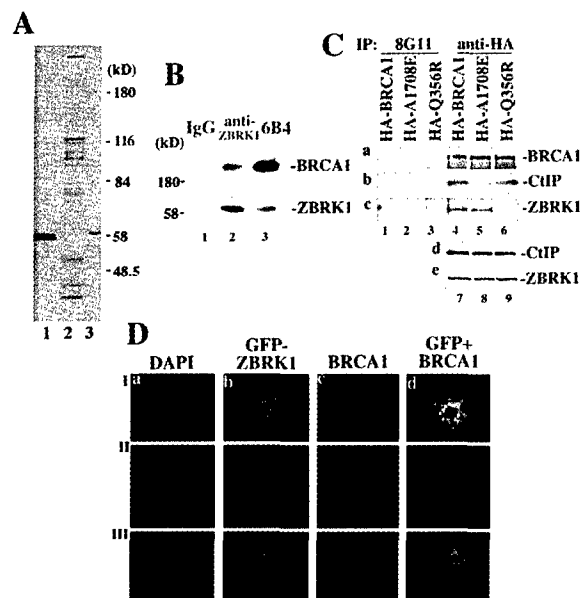 A
(kD)
-180
-116
-84
-58
-48.5
1 2 3
B
IgG anti-ZBRK1 6B4
(kD)
-BRCA1
180-
58-
-ZBRK1
1 2 3
C
IP: 8G11 anti-HA
HA-BRCA1 HA-A1708E HA-Q356R HA-BRCA1 HA-A1708E HA-Q356R
a -BRCA1
b -CtIP
c -ZBRK1
1 2 3 4 5 6
d -CtIP
e -ZBRK1
7 8 9
D
DAPI GFP-ZBRK1 BRCA1 GFP+BRCA1
I a b c d
II
III